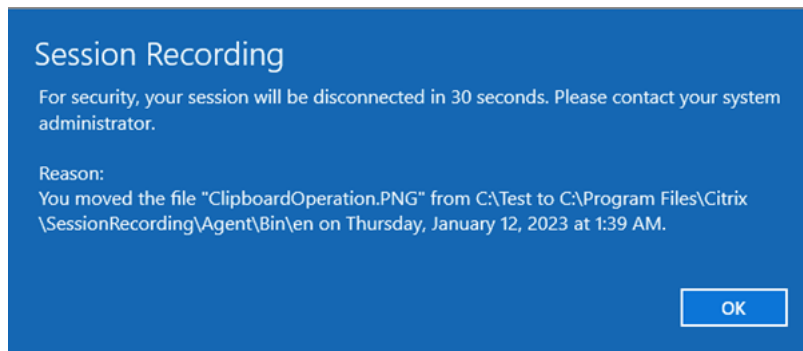 Session Recording
For security, your session will be disconnected in 30 seconds. Please contact your system
administrator.
Reason:
You moved the file "ClipboardOperation.PNG" from C:\Test to C:\Program Files\Citrix
\SessionRecording\Agent\Bin\en on Thursday, January 12, 2023 at 1:39 AM.
OK